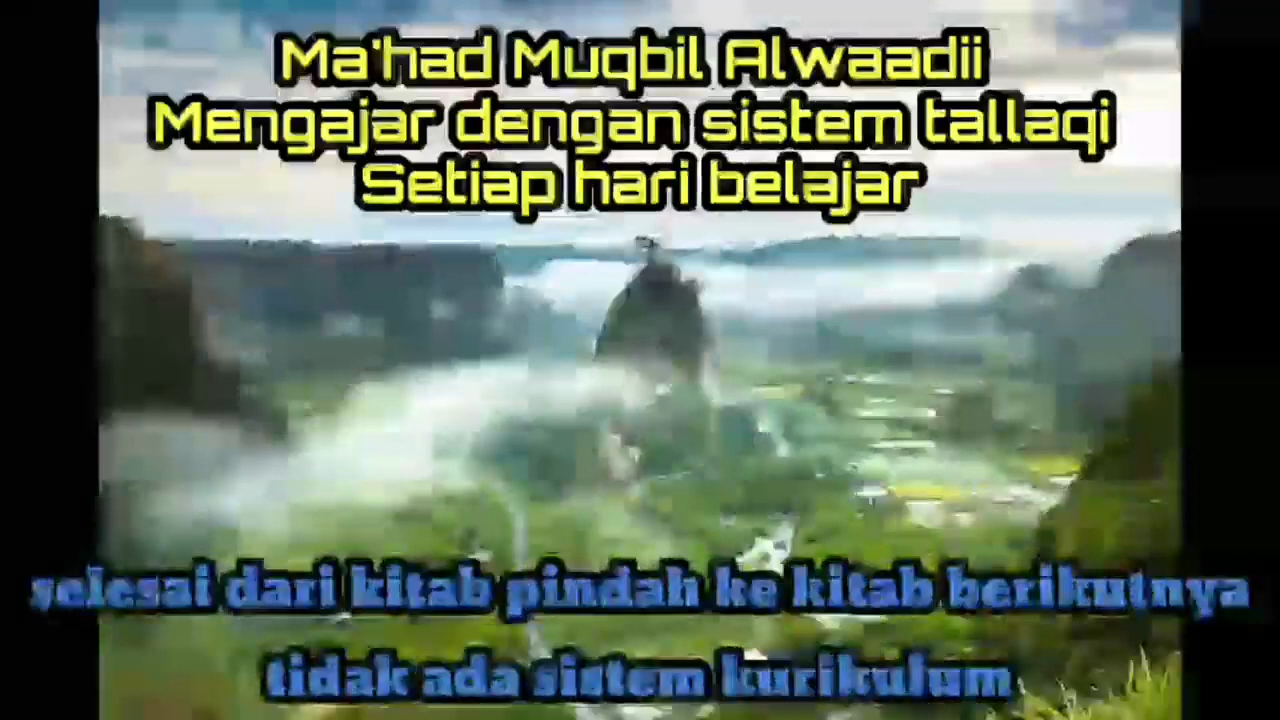 Ma'had Muqbil Alwaadii
Mengajar dengan sistem tallaqi
Setiap hari belajar
selesai dari kitab pindah ke kitab berikutnya
tidak ada sistem kurikulum